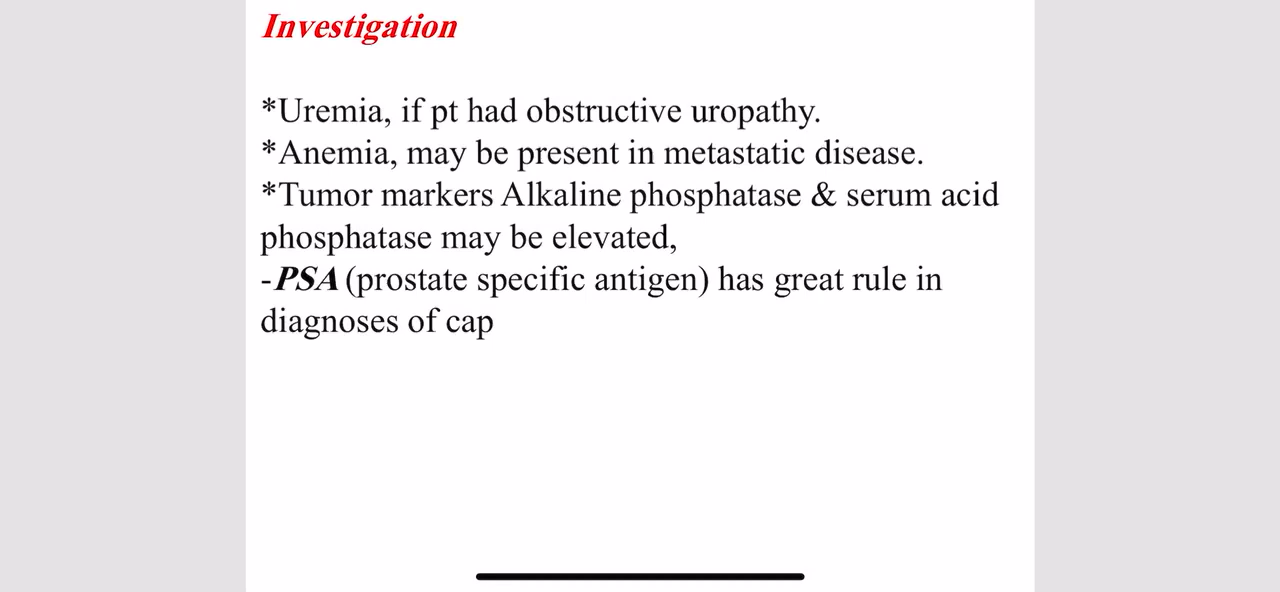 Investigation
*Uremia, if pt had obstructive uropathy.
*Anemia, may be present in metastatic disease.
*Tumor markers Alkaline phosphatase & serum acid
phosphatase may be elevated,
-PSA (prostate specific antigen) has great rule in
diagnoses of cap